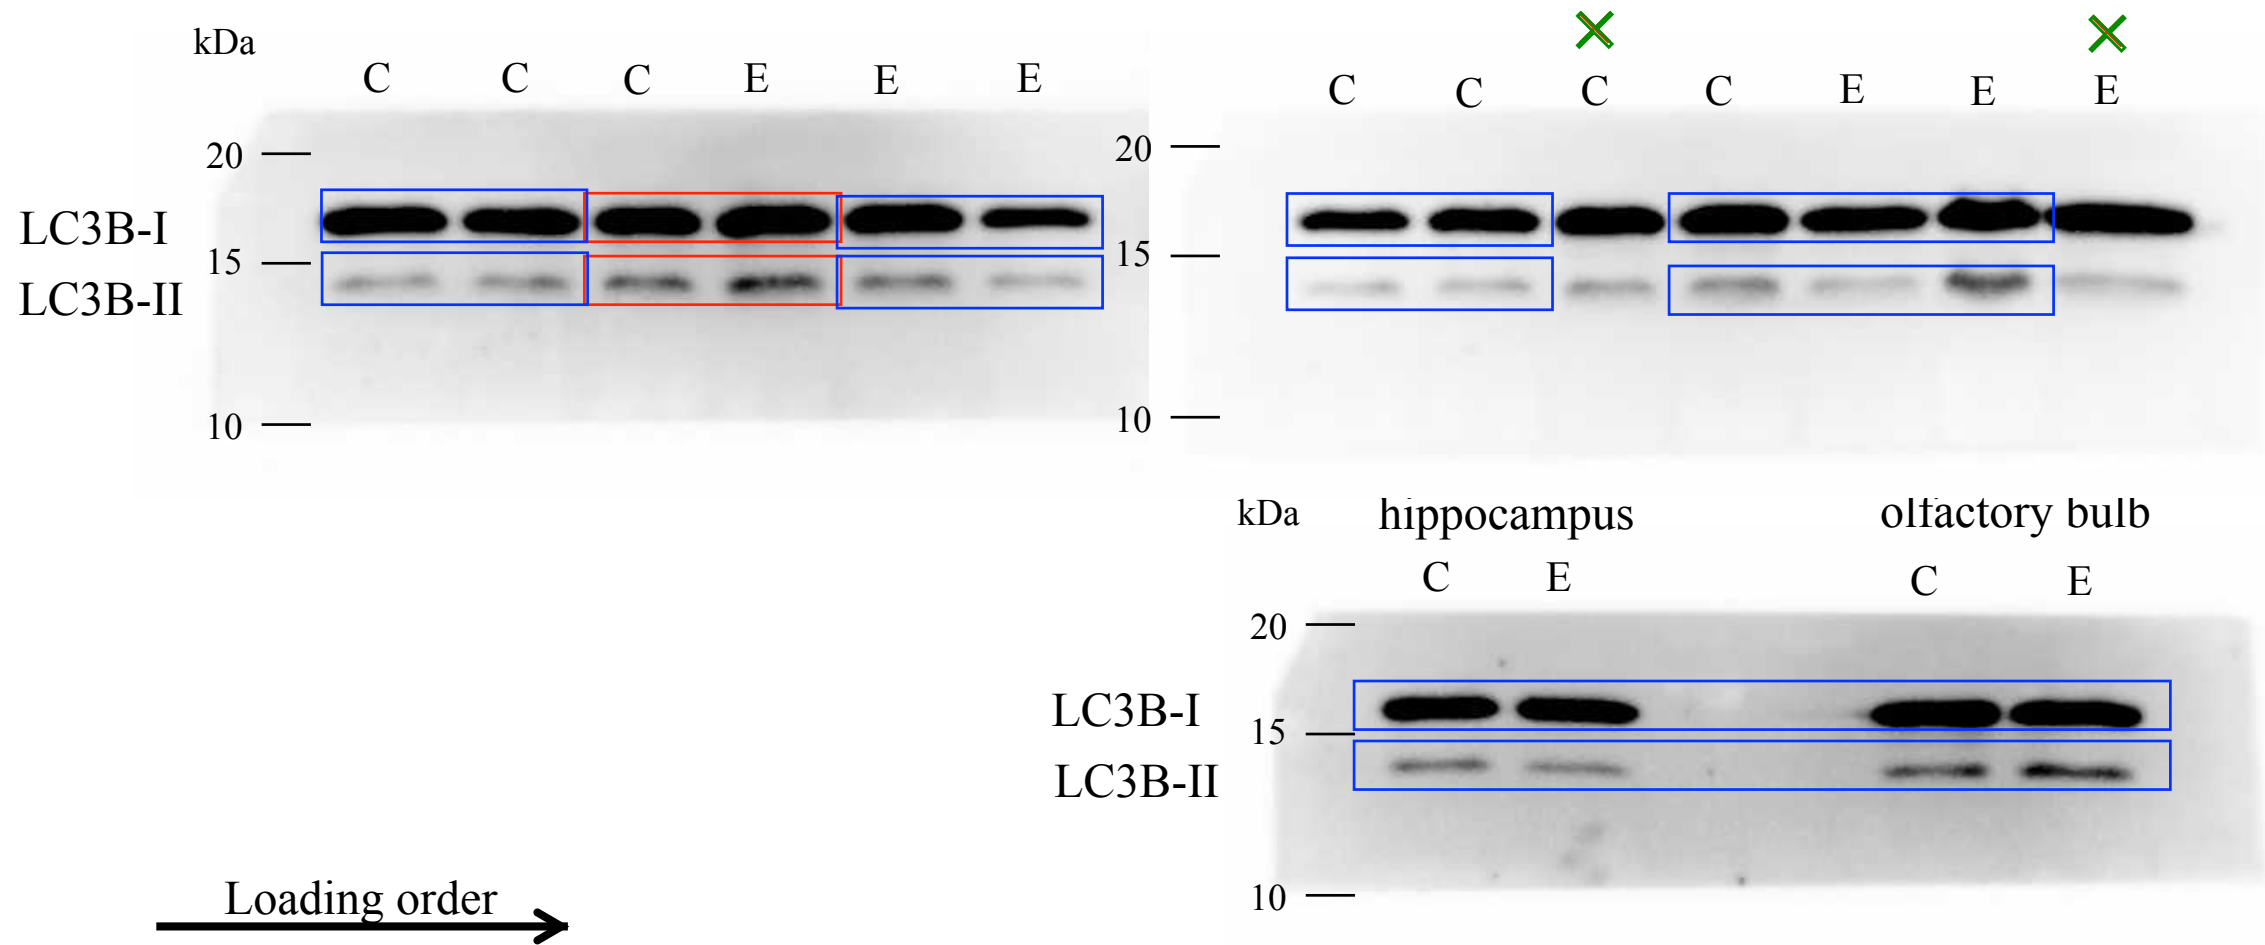 kDa
C C C E E E
20
15
10
LC3B-I
LC3B-II
C C C C E E E
20
15
10
kDa hippocampus olfactory bulb
C E C E
20
15
10
LC3B-I
LC3B-II
Loading order